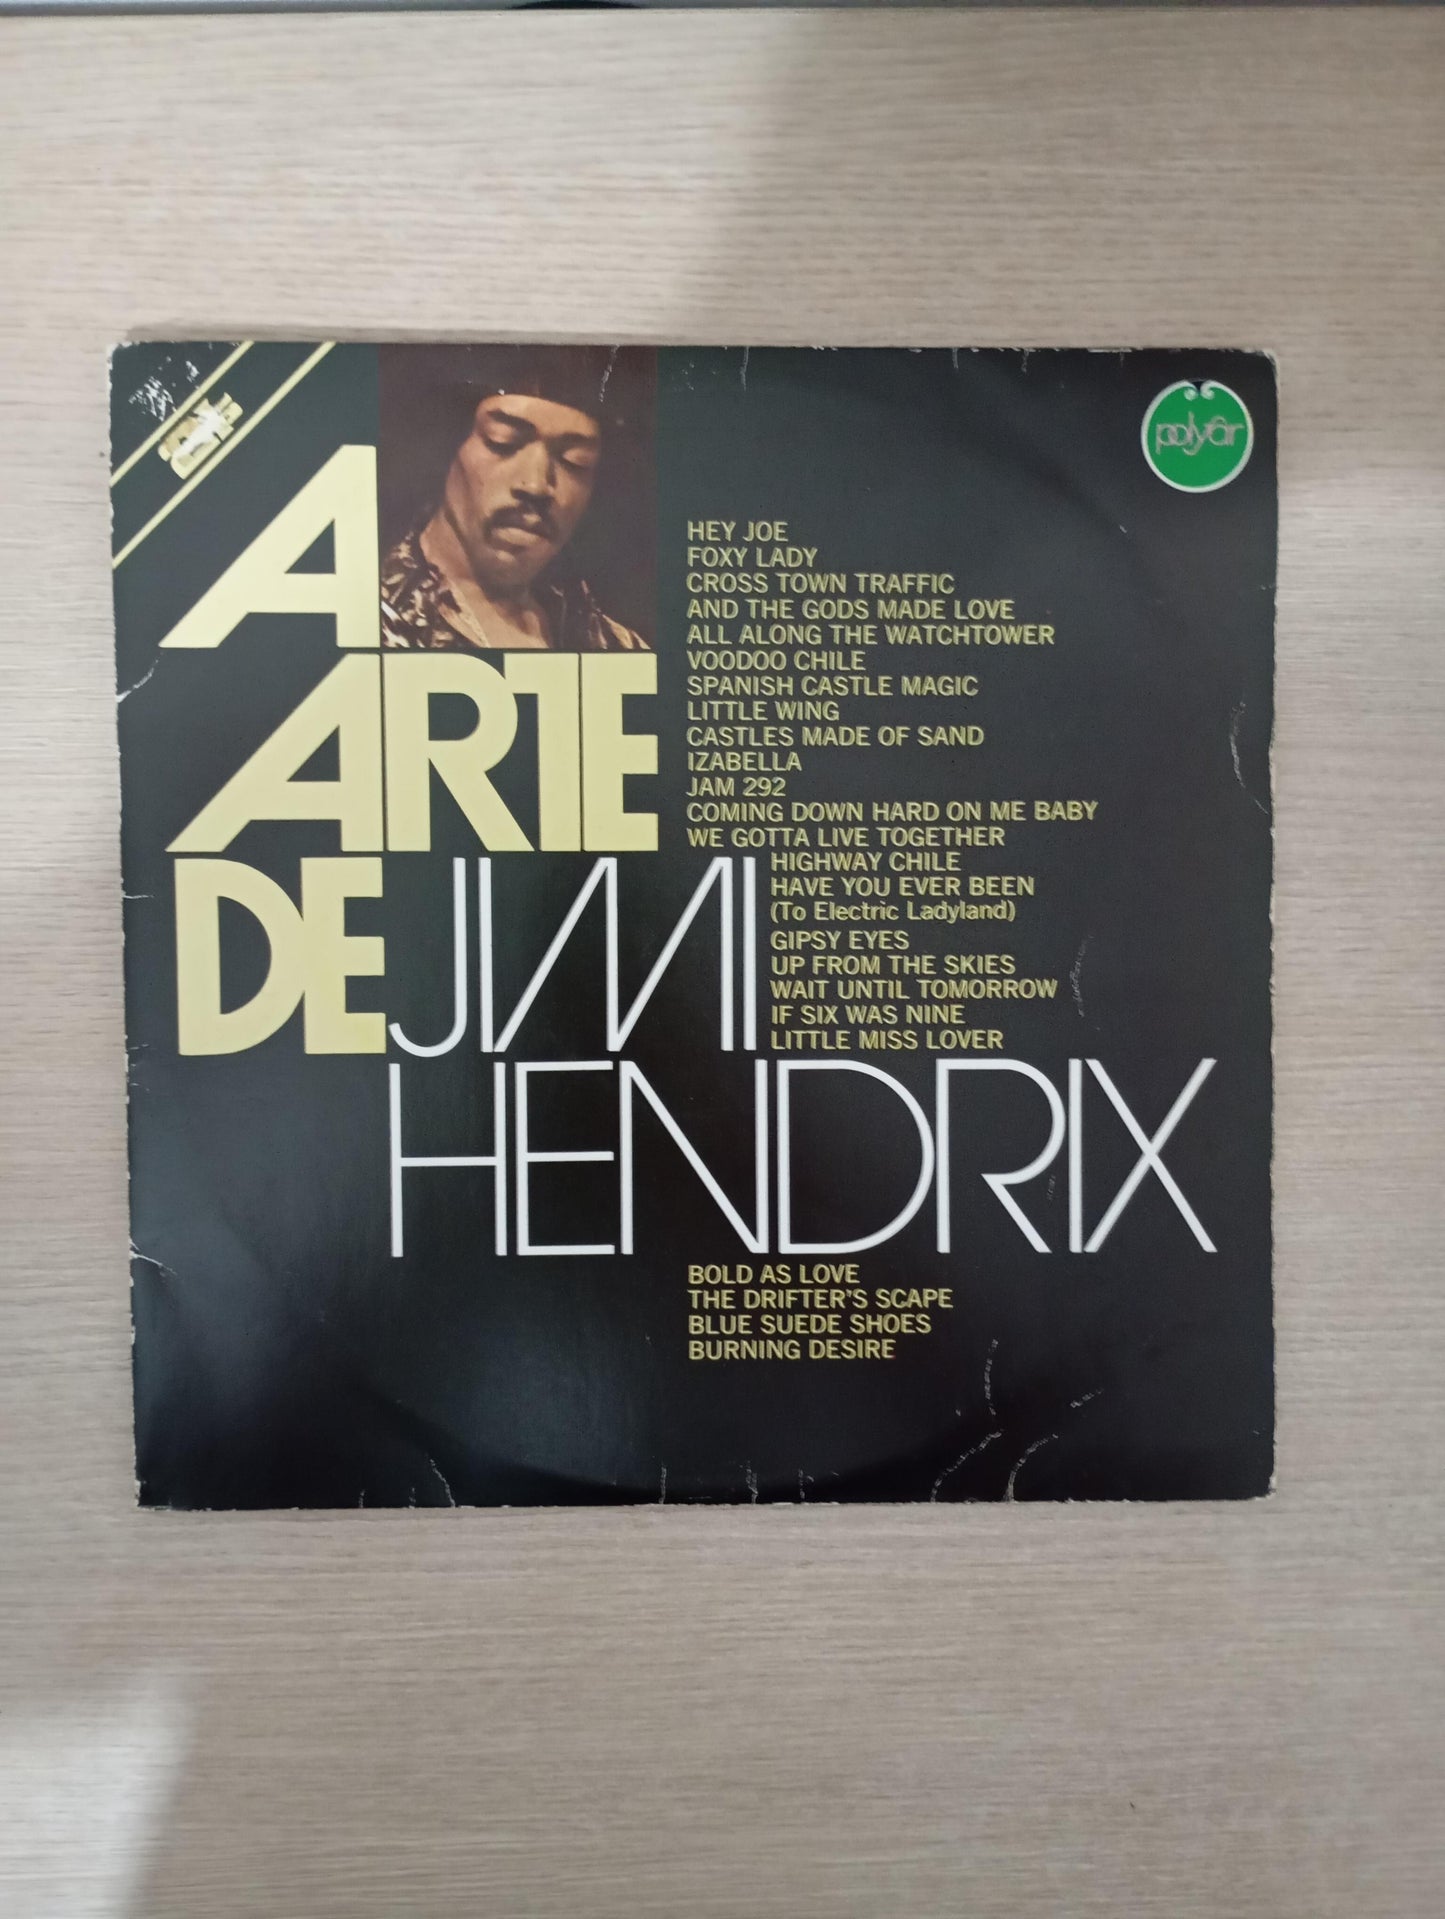 polyfar
A
ARTE
DE JIMI
HENDRIX
HEY JOE
FOXY LADY
CROSS TOWN TRAFFIC
AND THE GODS MADE LOVE
ALL ALONG THE WATCHTOWER
VOODOO CHILE
SPANISH CASTLE MAGIC
LITTLE WING
CASTLES MADE OF SAND
IZABELLA
JAM 292
COMING DOWN HARD ON ME BABY
WE GOTTA LIVE TOGETHER
HIGHWAY CHILE
HAVE YOU EVER BEEN
(To Electric Ladyland)
GIPSY EYES
UP FROM THE SKIES
WAIT UNTIL TOMORROW
IF SIX WAS NINE
LITTLE MISS LOVER
BOLD AS LOVE
THE DRIFTER'S SCAPE
BLUE SUEDE SHOES
BURNING DESIRE